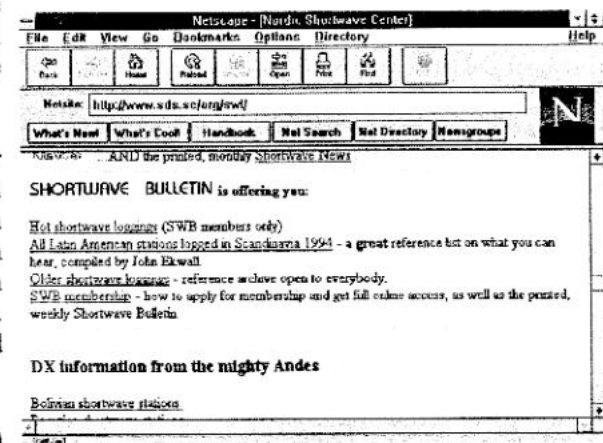 Netscape - [Nordic Shortwave Center]
File Edit View Go Bookmarks Options Directory Help
Back Home Reload Open Print Find
Netsite: http://www.sds.se/org/swl/
What's New! What's Cool! Handbook Net Search Net Directory Newsgroups
...AND the printed, monthly Shortwave News
SHORTWAVE BULLETIN is offering you:
Hot shortwave loggings (SWB members only)
All Latin American stations logged in Scandinavia 1994 - a great reference list on what you can
hear, compiled by John Ekwall
Older shortwave loggings - reference archive open to everybody.
SWB membership - how to apply for membership and get full online access, as well as the printed,
weekly Shortwave Bulletin
DX information from the mighty Andes
Bolivian shortwave stations